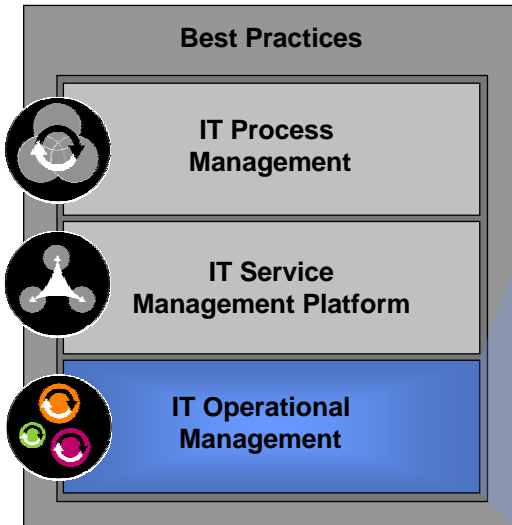 Best Practices
IT Process
Management
IT Service
Management Platform
IT Operational
Management